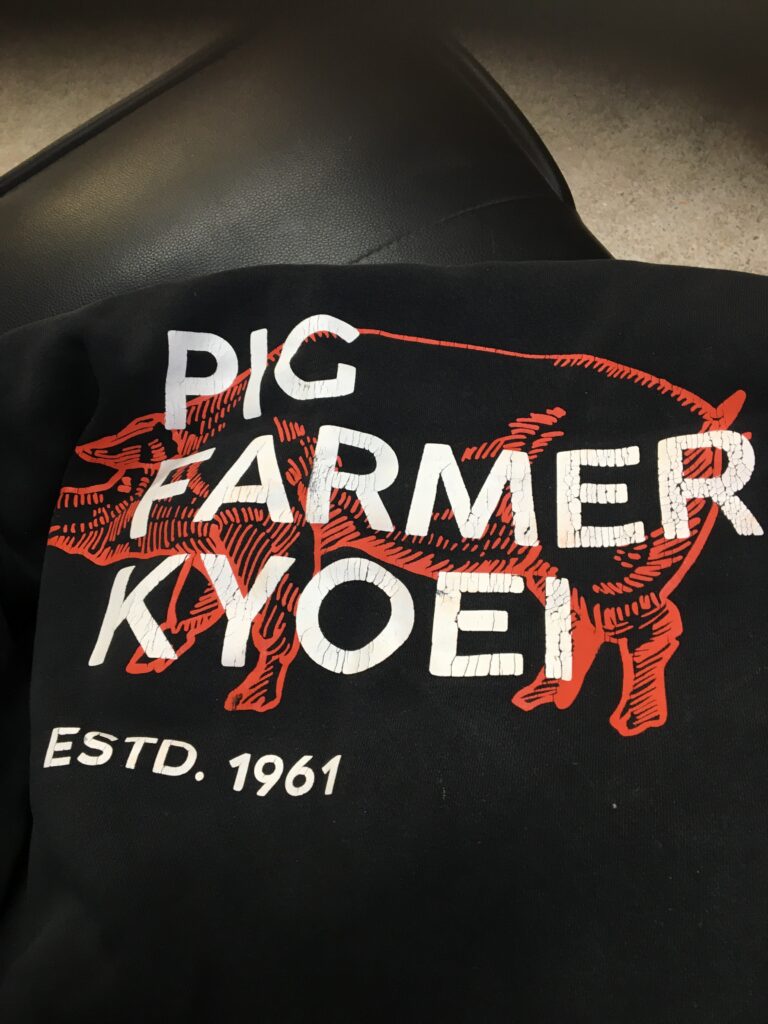 PIG
FARMER
KYOEI
ESTD. 1961